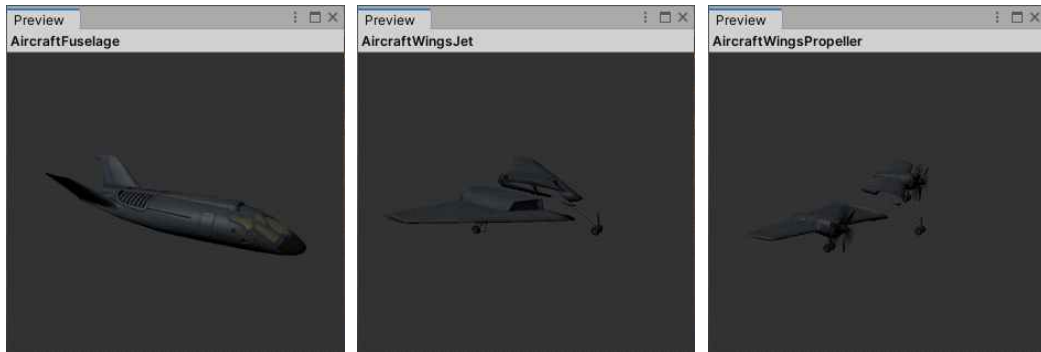 Preview
AircraftFuselage
Preview
AircraftWingsJet
Preview
AircraftWingsPropeller